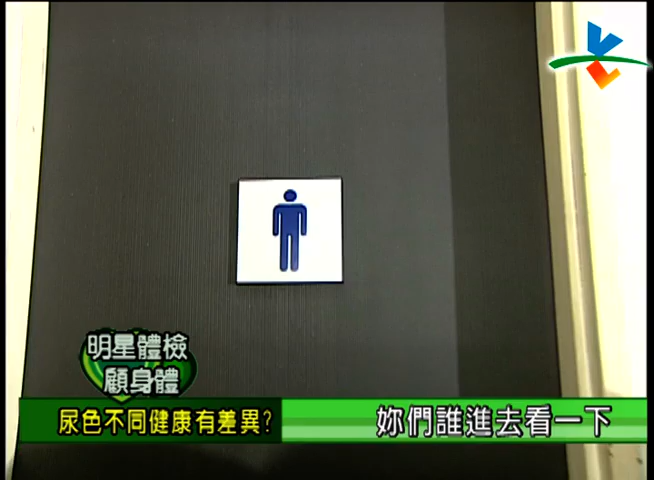 明星體檢
顧身體
尿色不同健康有差異?
妳們誰進去看一下